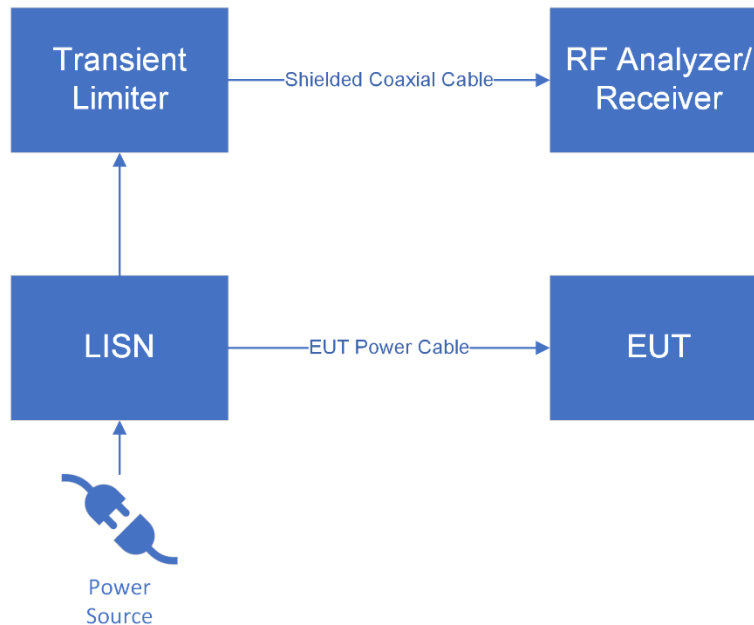 Transient
Limiter
Shielded Coaxial Cable
RF Analyzer/
Receiver
LISN
EUT Power Cable
EUT
Power
Source